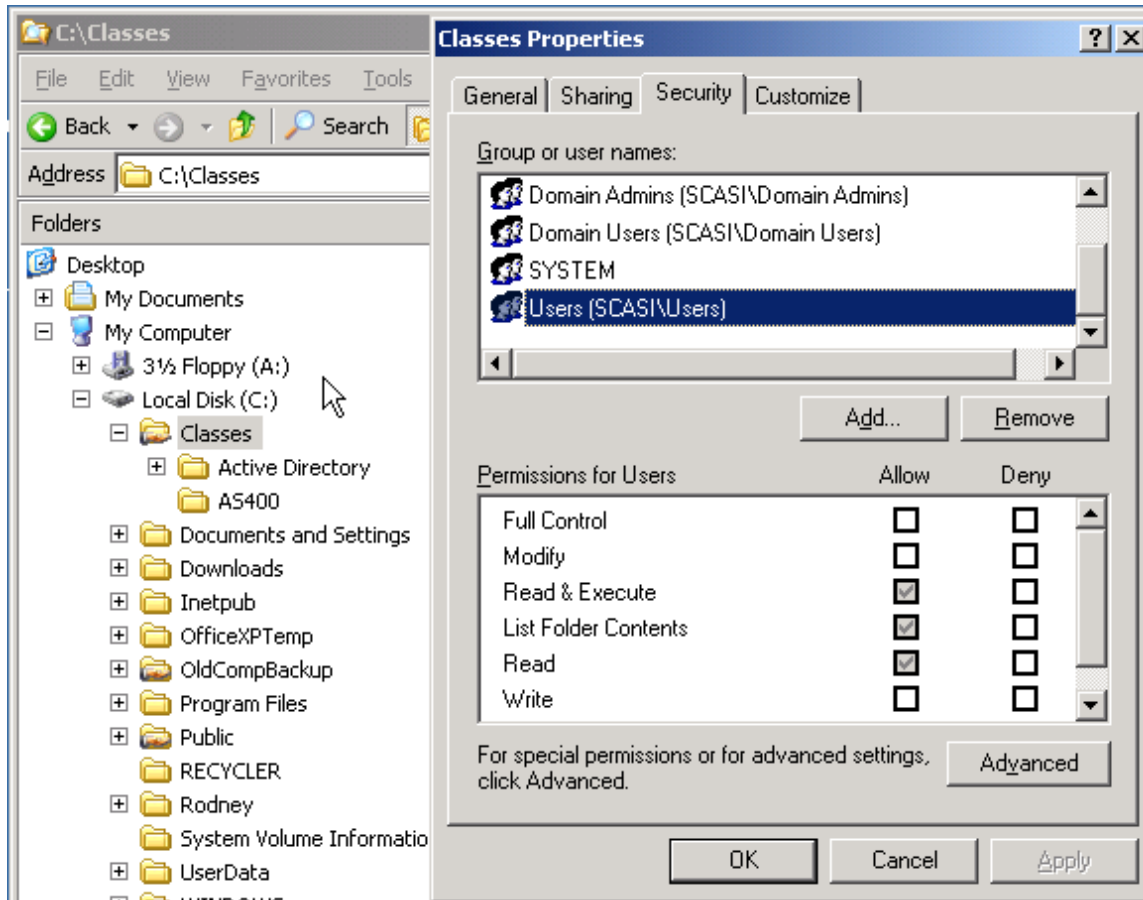 C:\Classes
File Edit View Favorites Tools
Back Search
Address C:\Classes
Folders
Desktop
My Documents
My Computer
3½ Floppy (A:)
Local Disk (C:)
Classes
Active Directory
AS400
Documents and Settings
Downloads
Inetpub
OfficeXPTemp
OldCompBackup
Program Files
Public
RECYCLER
Rodney
System Volume Informatio
UserData
Classes Properties
General Sharing Security Customize
Group or user names:
Domain Admins (SCASI\Domain Admins)
Domain Users (SCASI\Domain Users)
SYSTEM
Users (SCASI\Users)
Add... Remove
Permissions for Users Allow Deny
Full Control
Modify
Read & Execute
List Folder Contents
Read
Write
For special permissions or for advanced settings,
click Advanced.
Advanced
OK Cancel Apply